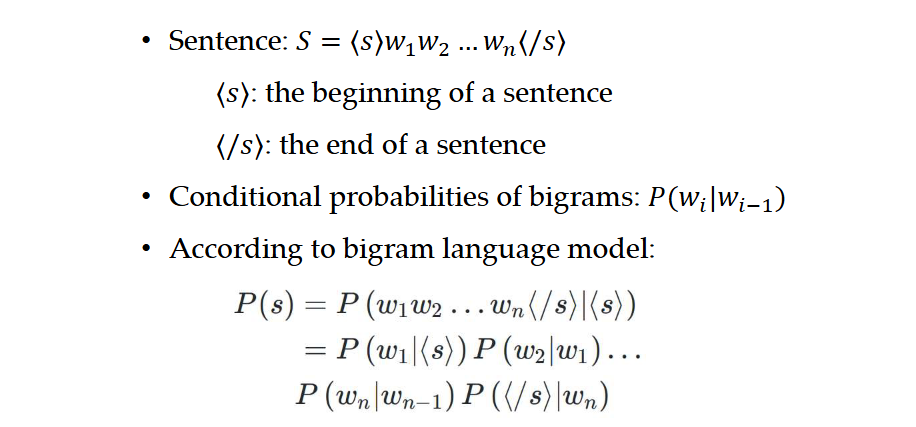 • Sentence: S = ⟨s⟩w₁w₂ … wₙ⟨/s⟩
⟨s⟩: the beginning of a sentence
⟨/s⟩: the end of a sentence
• Conditional probabilities of bigrams: P(wᵢ|wᵢ₋₁)
• According to bigram language model:
P(s) = P (w₁w₂ … wₙ⟨/s⟩|⟨s⟩)
= P (w₁|⟨s⟩) P (w₂|w₁) …
P (wₙ|wₙ₋₁) P (⟨/s⟩|wₙ)